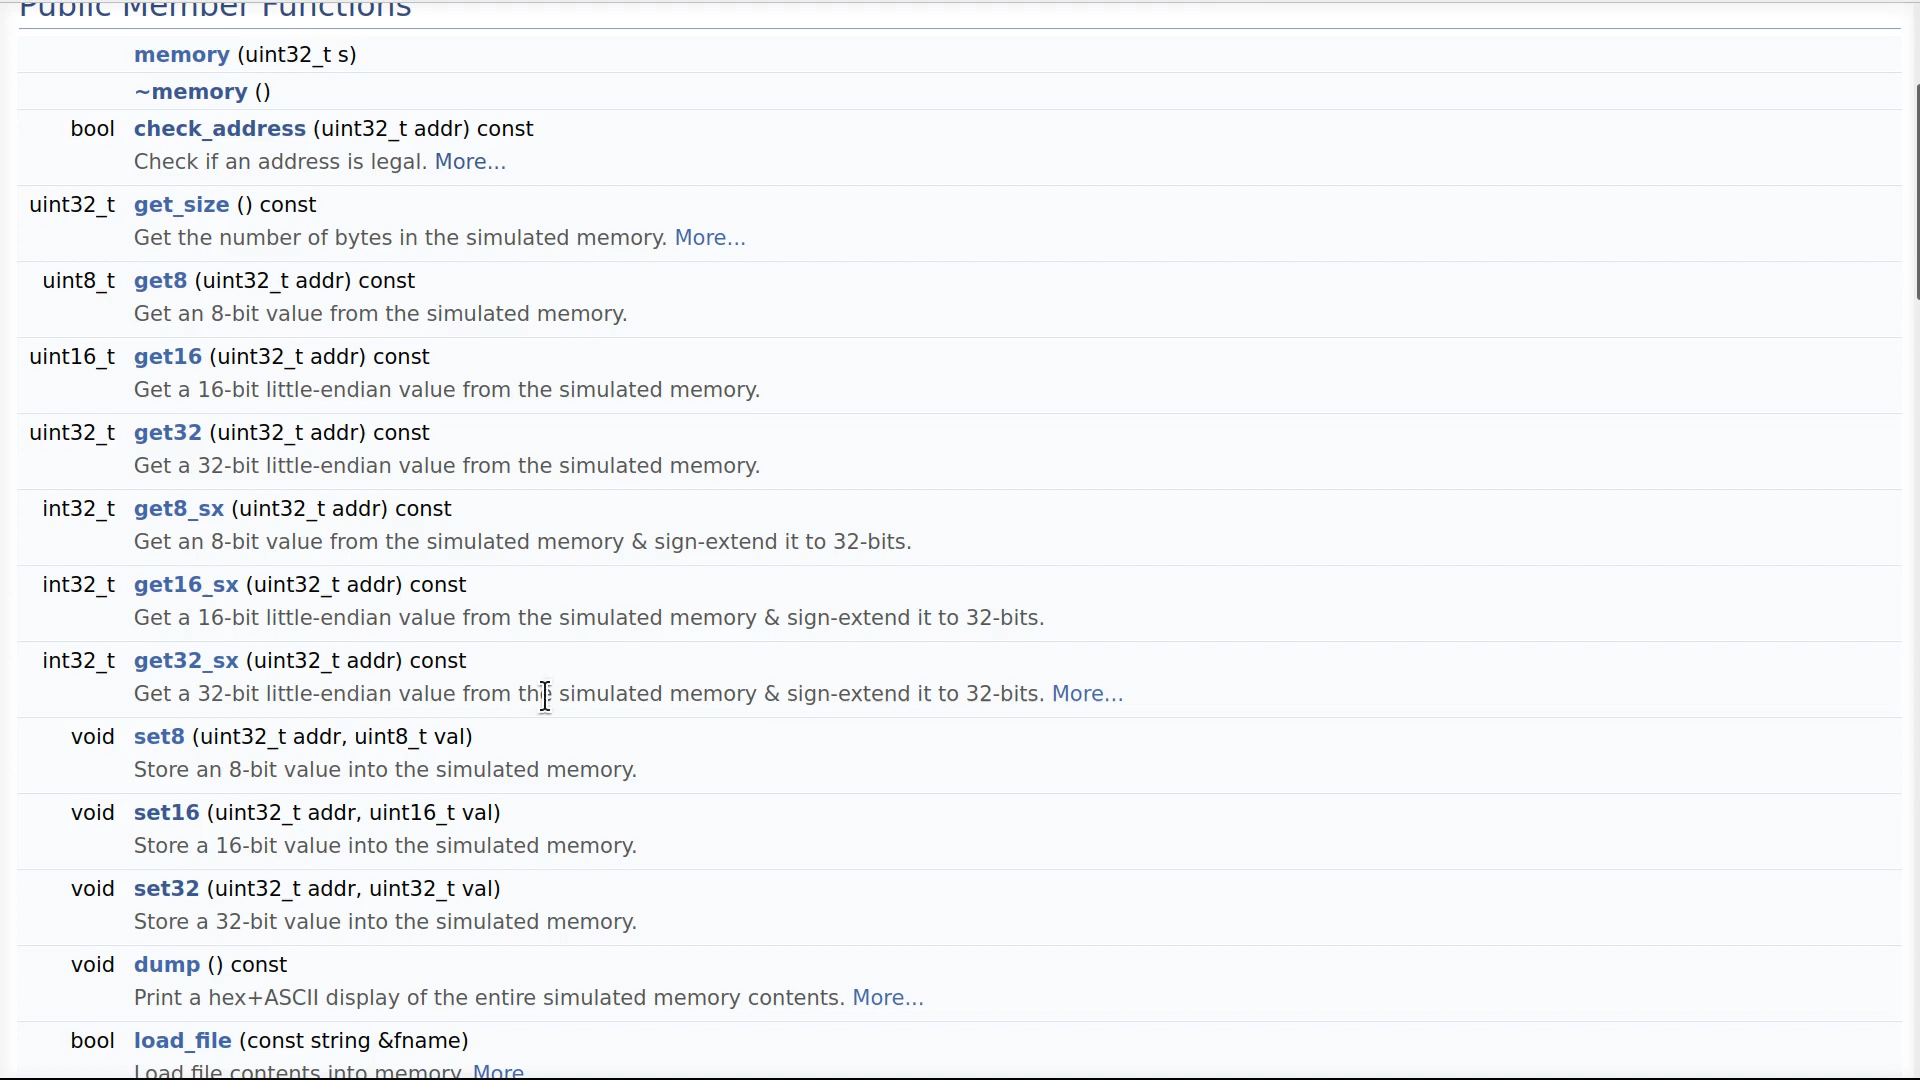 Public Member Functions
memory (uint32_t s)
~memory ()
bool check_address (uint32_t addr) const
Check if an address is legal. More...
uint32_t get_size () const
Get the number of bytes in the simulated memory. More...
uint8_t get8 (uint32_t addr) const
Get an 8-bit value from the simulated memory.
uint16_t get16 (uint32_t addr) const
Get a 16-bit little-endian value from the simulated memory.
uint32_t get32 (uint32_t addr) const
Get a 32-bit little-endian value from the simulated memory.
int32_t get8_sx (uint32_t addr) const
Get an 8-bit value from the simulated memory & sign-extend it to 32-bits.
int32_t get16_sx (uint32_t addr) const
Get a 16-bit little-endian value from the simulated memory & sign-extend it to 32-bits.
int32_t get32_sx (uint32_t addr) const
Get a 32-bit little-endian value from the simulated memory & sign-extend it to 32-bits. More...
void set8 (uint32_t addr, uint8_t val)
Store an 8-bit value into the simulated memory.
void set16 (uint32_t addr, uint16_t val)
Store a 16-bit value into the simulated memory.
void set32 (uint32_t addr, uint32_t val)
Store a 32-bit value into the simulated memory.
void dump () const
Print a hex+ASCII display of the entire simulated memory contents. More...
bool load_file (const string &fname)
Load file contents into memory. More...